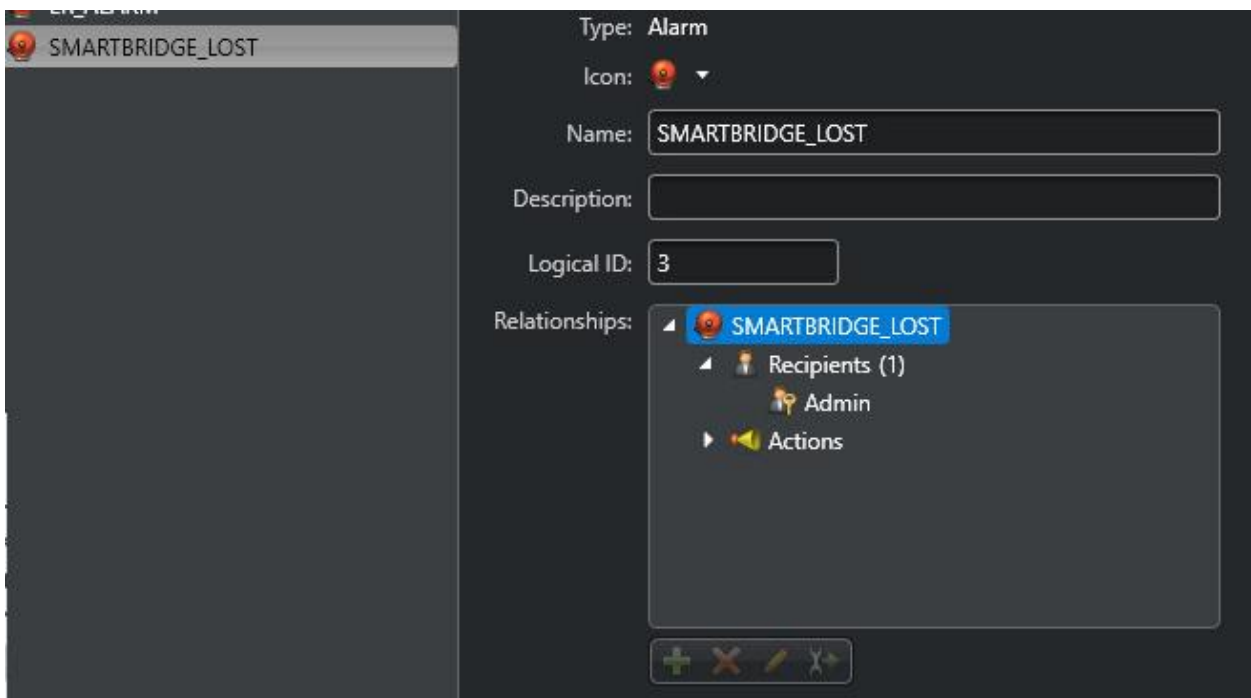 SMARTBRIDGE_LOST
Type: Alarm
Icon:
Name: SMARTBRIDGE_LOST
Description:
Logical ID: 3
Relationships: SMARTBRIDGE_LOST
Recipients (1)
Admin
Actions